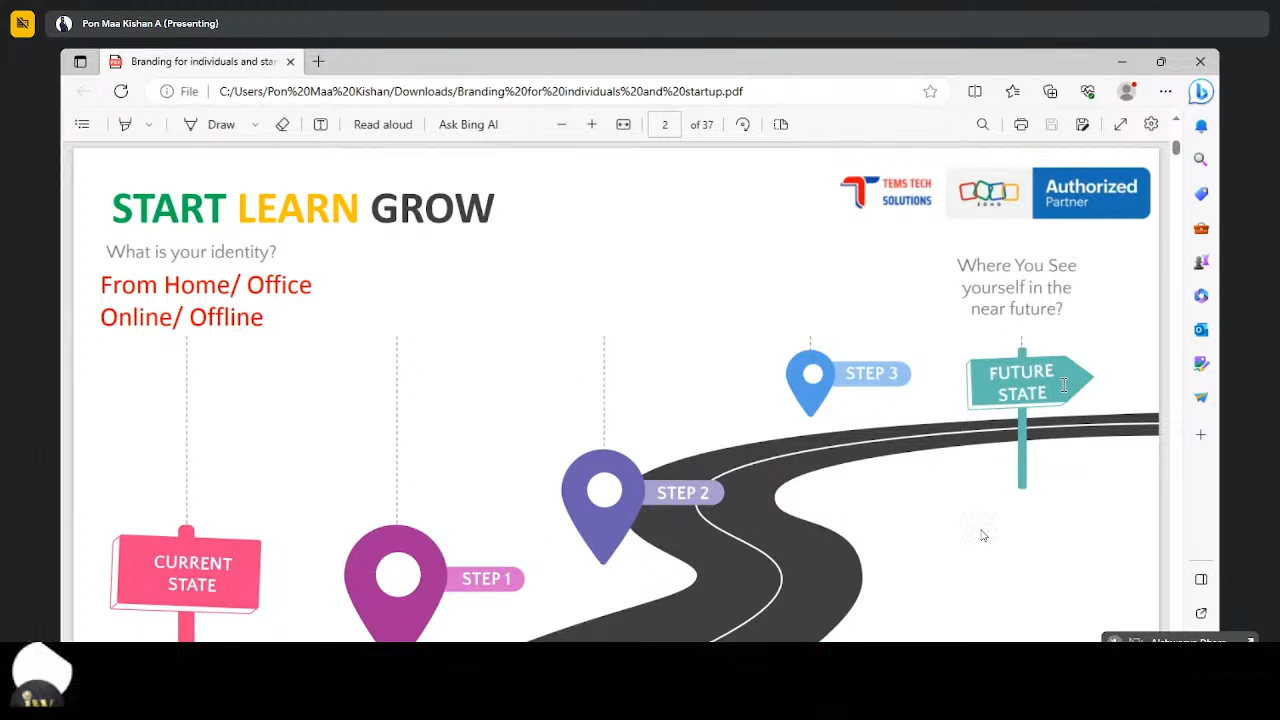 Pon Maa Kishan A (Presenting)
Branding for individuals and star
File
C:/Users/Pon%20Maa%20Kishan/Downloads/Branding%20for%20individuals%20and%20startup.pdf
Draw
Read aloud
Ask Bing AI
2
of 37
START LEARN GROW
TEMS TECH
SOLUTIONS
ZOHO
Authorized
Partner
What is your identity?
From Home/ Office
Online/ Offline
Where You See
yourself in the
near future?
STEP 3
FUTURE
STATE
STEP 2
CURRENT
STATE
STEP 1